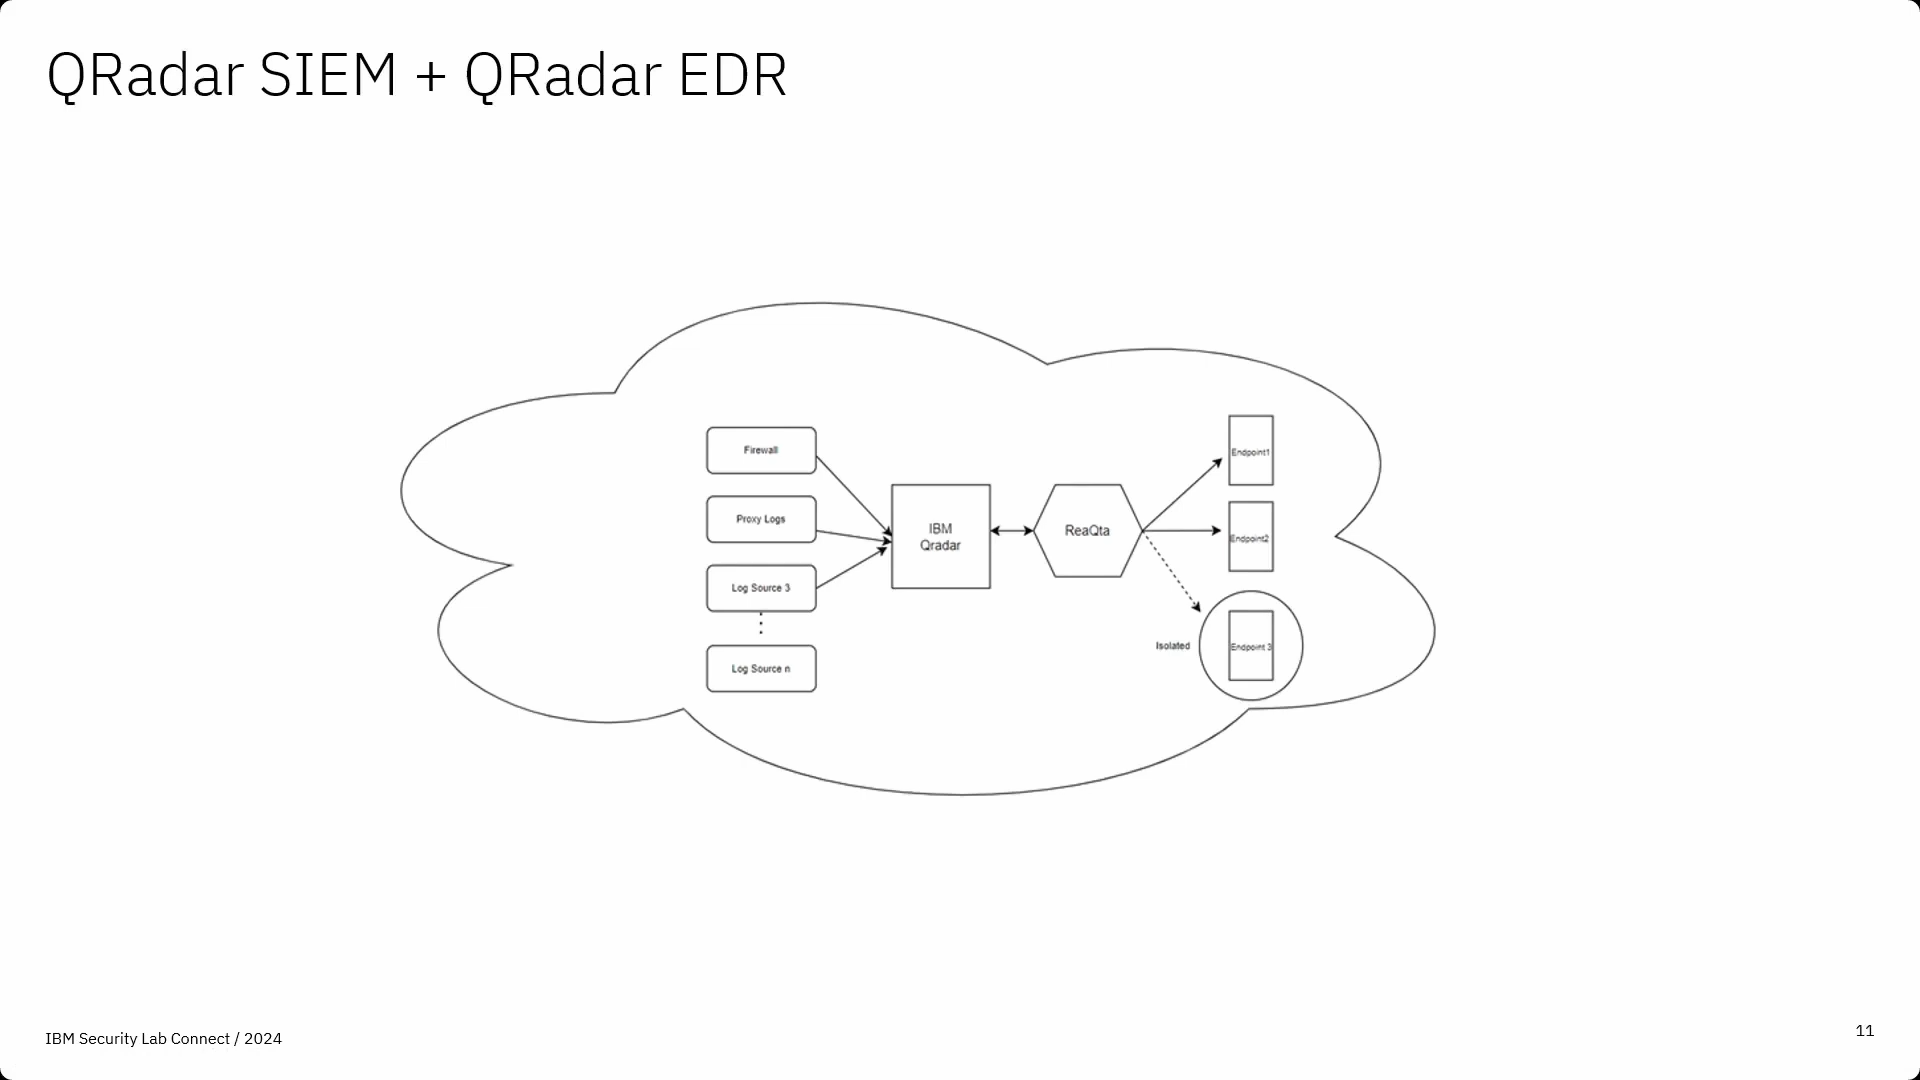 QRadar SIEM + QRadar EDR
Firewall
Proxy Logs
Log Source 3
Log Source n
IBM
Qradar
ReaQta
Endpoint1
Endpoint2
Isolated
Endpoint 3
IBM Security Lab Connect / 2024
11